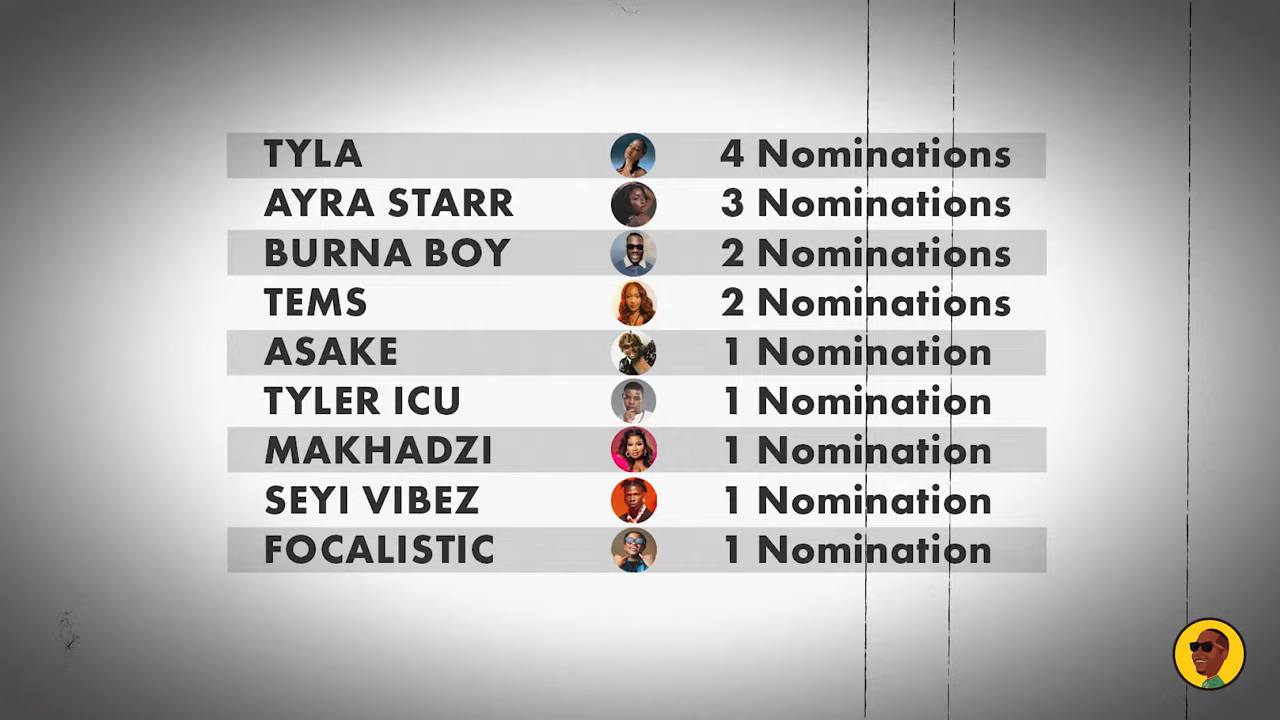 TYLA 4 Nominations
AYRA STARR 3 Nominations
BURNA BOY 2 Nominations
TEMS 2 Nominations
ASAKE 1 Nomination
TYLER ICU 1 Nomination
MAKHADZI 1 Nomination
SEYI VIBEZ 1 Nomination
FOCALISTIC 1 Nomination